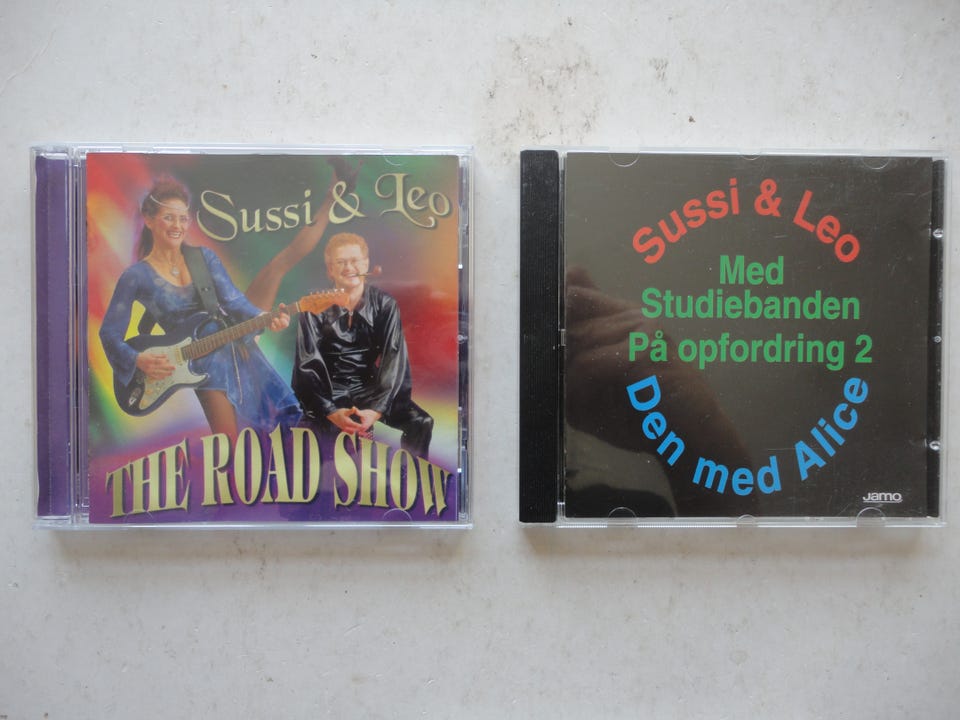 Sussi & Leo
THE ROAD SHOW
Sussi & Leo
Med
Studiebanden
På opfordring 2
Den med Alice
Jamo